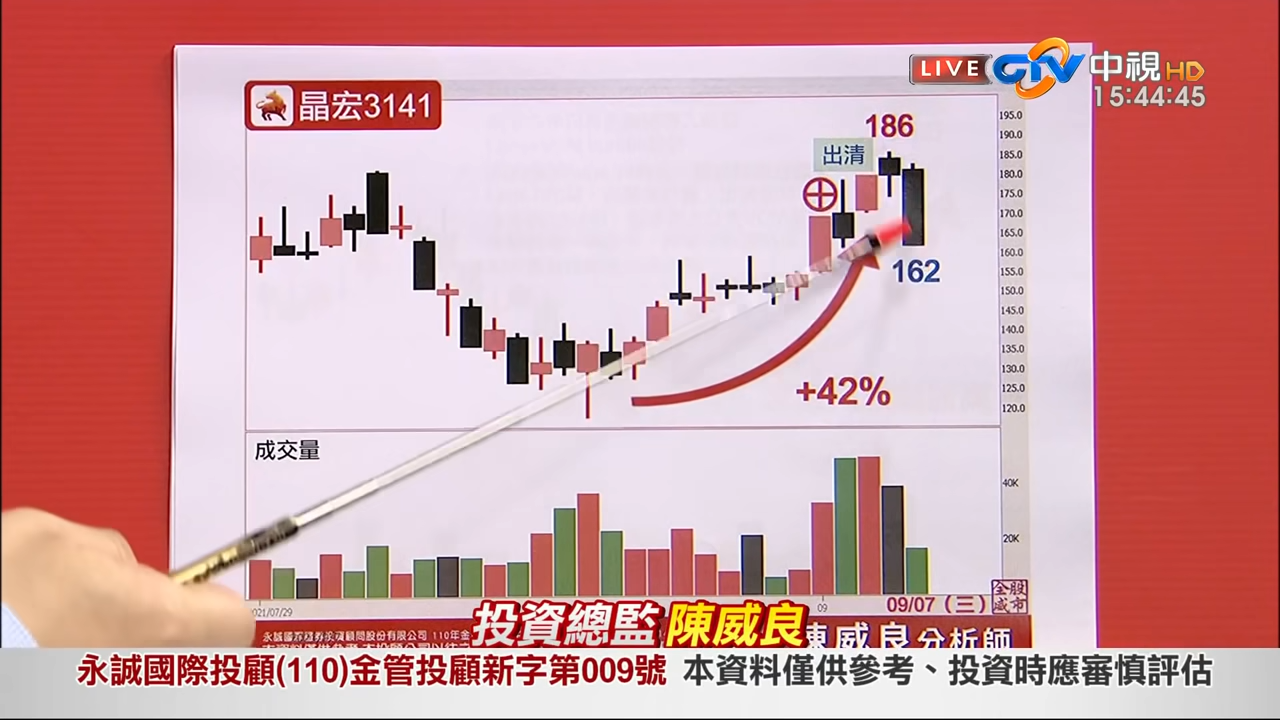 LIVE CTV 中視HD
15:44:45
晶宏3141
186
出清
162
+42%
195.0
190.0
185.0
180.0
175.0
170.0
165.0
160.0
155.0
150.0
145.0
140.0
135.0
130.0
125.0
120.0
成交量
40K
20K
2021/07/29
09
09/07 (三)
全股
盛市
投資總監 陳威良
陳威良分析師
永誠國際投顧(110)金管投顧新字第009號 本資料僅供參考、投資時應審慎評估